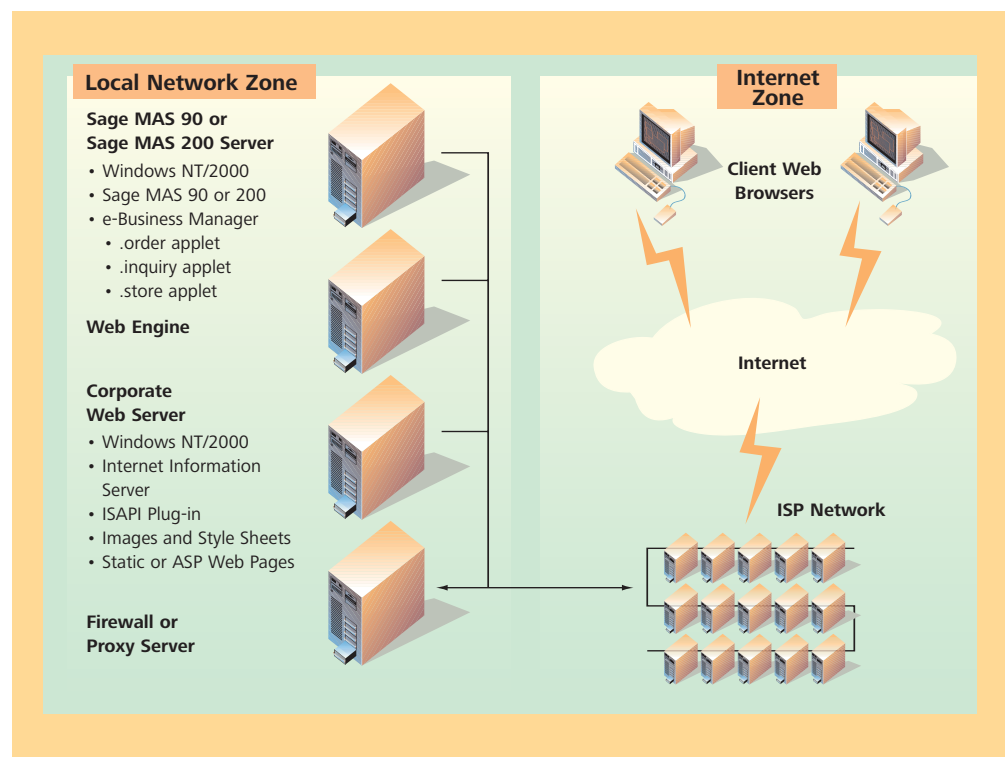 Local Network Zone
Sage MAS 90 or
Sage MAS 200 Server
• Windows NT/2000
• Sage MAS 90 or 200
• e-Business Manager
• .order applet
• .inquiry applet
• .store applet
Web Engine
Corporate
Web Server
• Windows NT/2000
• Internet Information
Server
• ISAPI Plug-in
• Images and Style Sheets
• Static or ASP Web Pages
Firewall or
Proxy Server
Internet
Zone
Client Web
Browsers
Internet
ISP Network